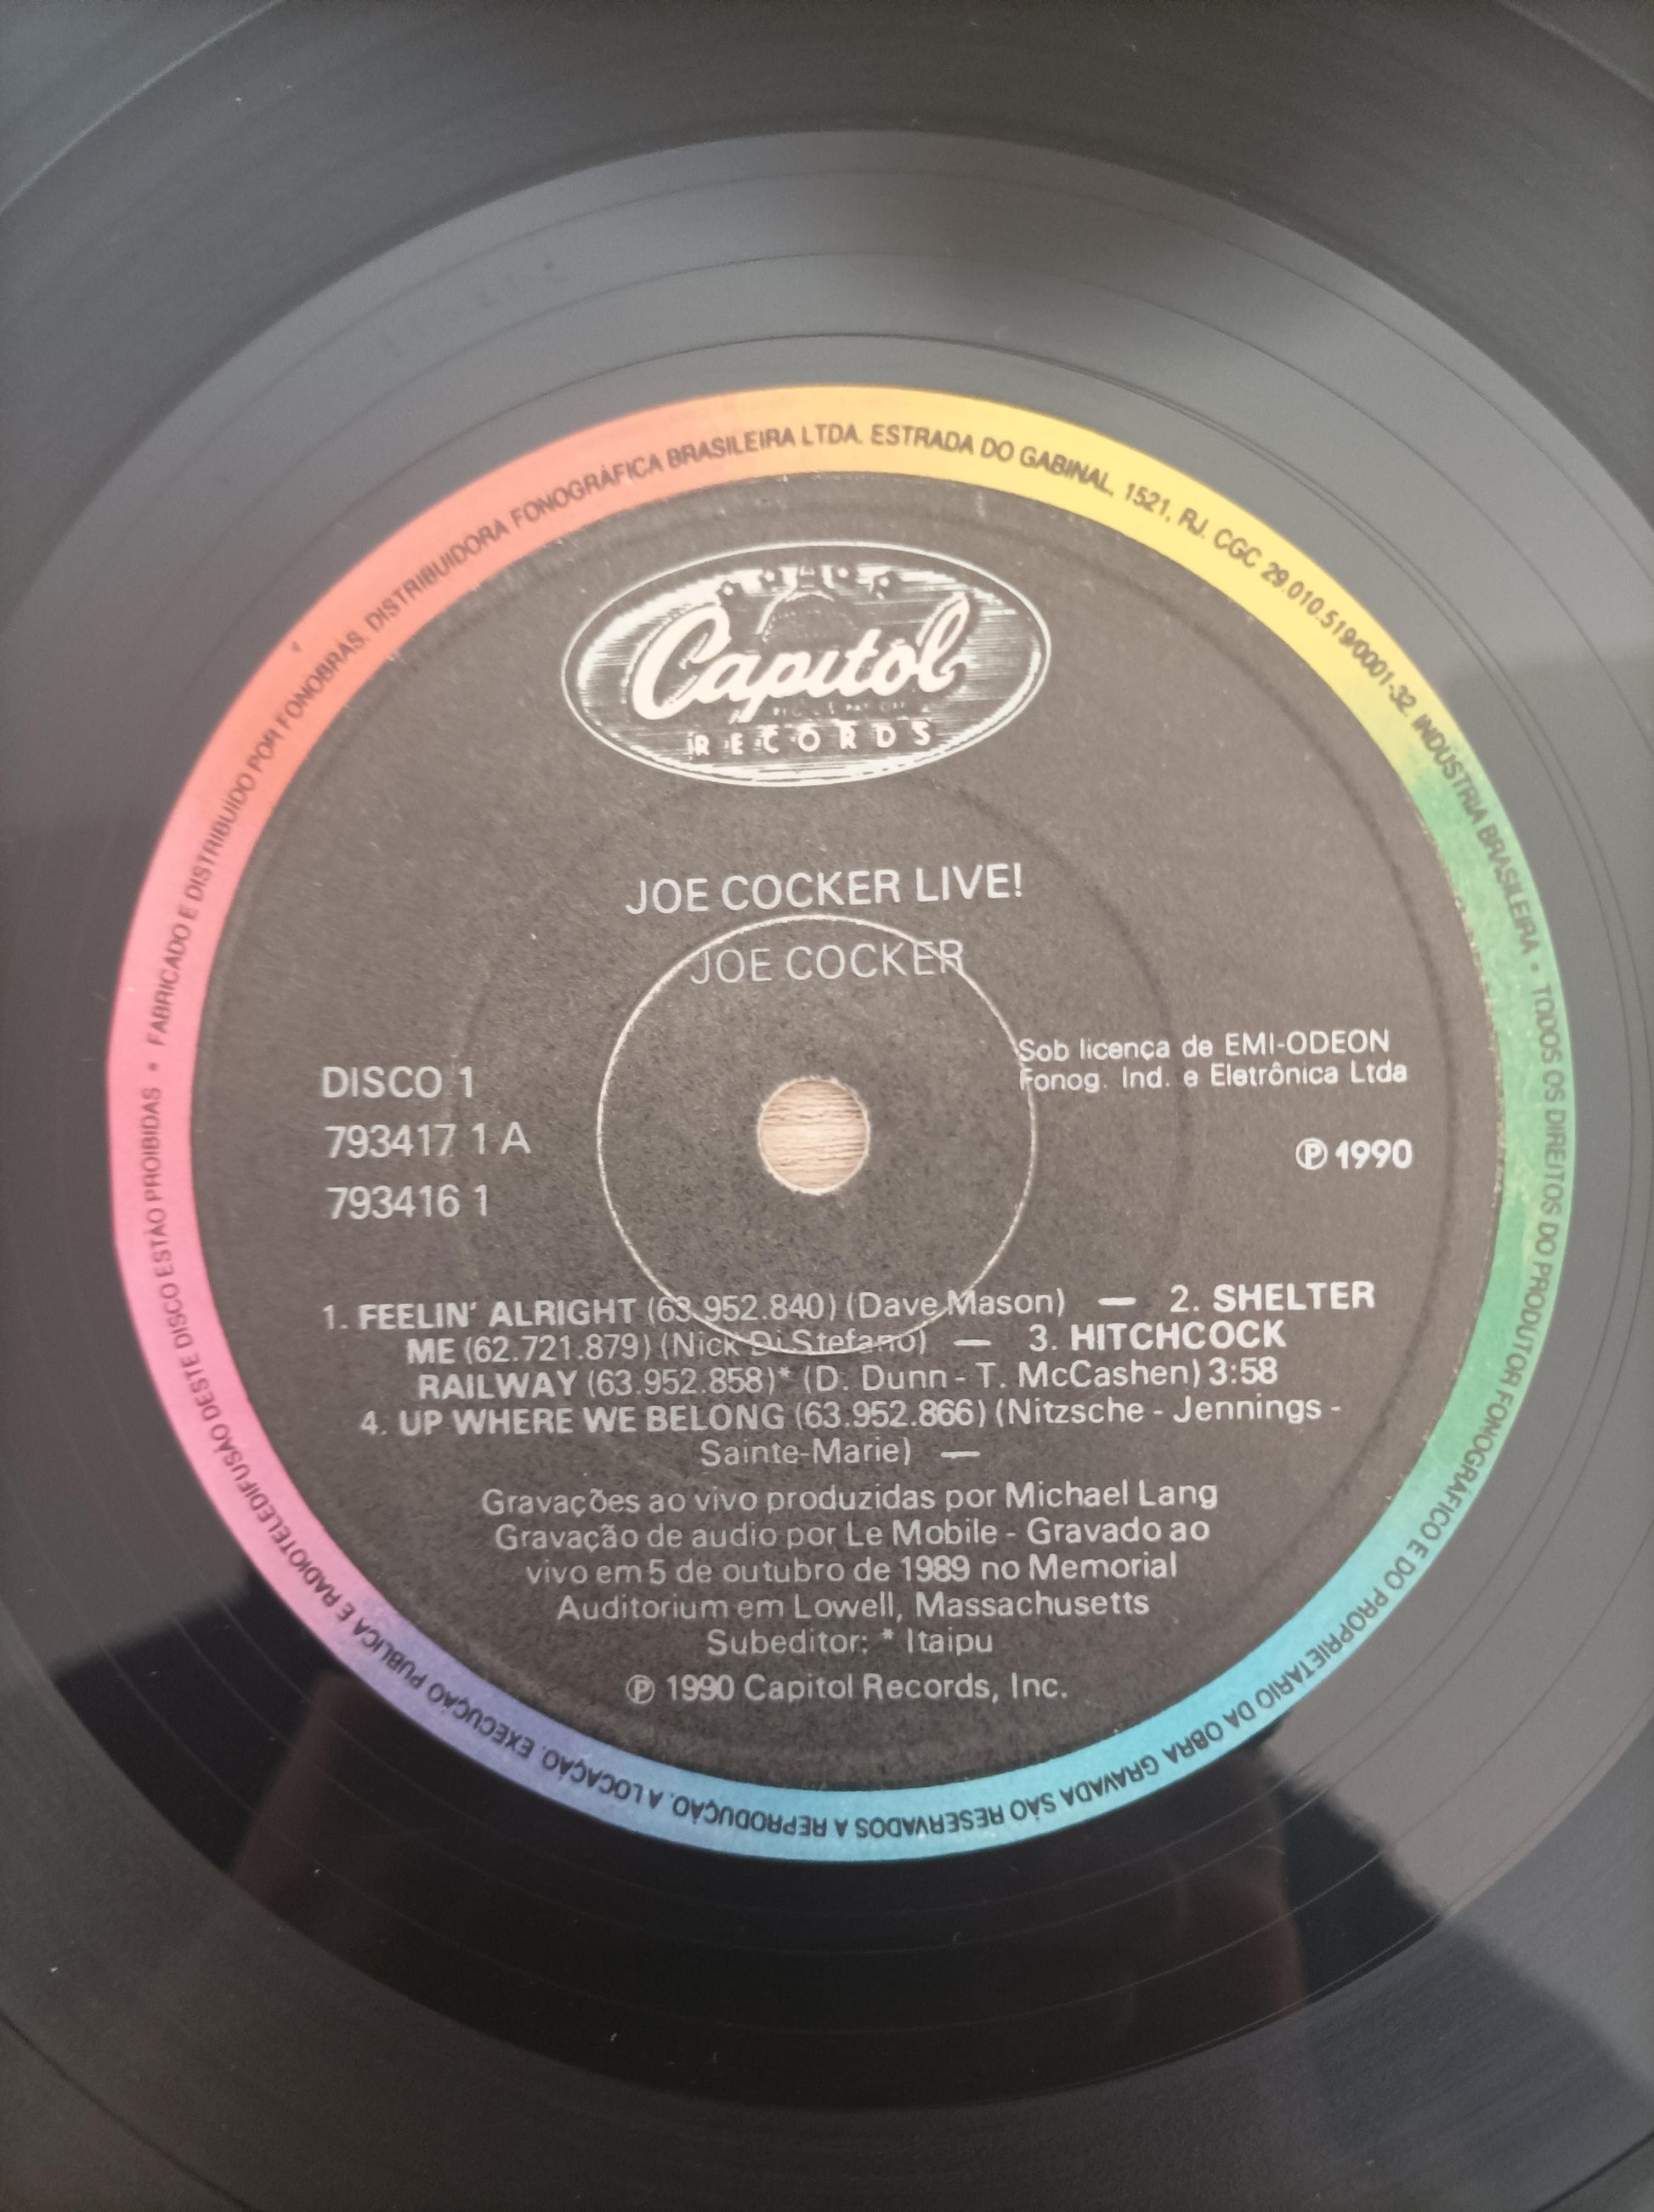 FABRICADO E DISTRIBUIDO POR FONOBRÁS. DISTRIBUIDORA FONOGRÁFICA BRASILEIRA LTDA. ESTRADA DO GABINAL, 1521, RJ. CGC 29.010.519/0001-32. INDÚSTRIA BRASILEIRA • TODOS OS DIREITOS DO PRODUTOR FONOGRÁFICO E DO PROPRIETÁRIO DA OBRA GRAVADA SÃO RESERVADOS A REPRODUÇÃO. A LOCAÇÃO. EXECUÇÃO PUBLICA E RADIOTELEDIFUSÃO DESTE DISCO ESTÃO PROIBIDAS •
Capitol
RECORDS
JOE COCKER LIVE!
JOE COCKER
Sob licença de EMI-ODEON
Fonog. Ind. e Eletrônica Ltda
DISCO 1
793417 1 A
℗ 1990
793416 1
1. FEELIN' ALRIGHT (63.952.840) (Dave Mason) — 2. SHELTER
ME (62.721.879) (Nick Di Stefano) — 3. HITCHCOCK
RAILWAY (63.952.858)* (D. Dunn - T. McCashen) 3:58
4. UP WHERE WE BELONG (63.952.866) (Nitzsche - Jennings -
Sainte-Marie) —
Gravações ao vivo produzidas por Michael Lang
Gravação de audio por Le Mobile - Gravado ao
vivo em 5 de outubro de 1989 no Memorial
Auditorium em Lowell, Massachusetts
Subeditor: * Itaipu
℗ 1990 Capitol Records, Inc.